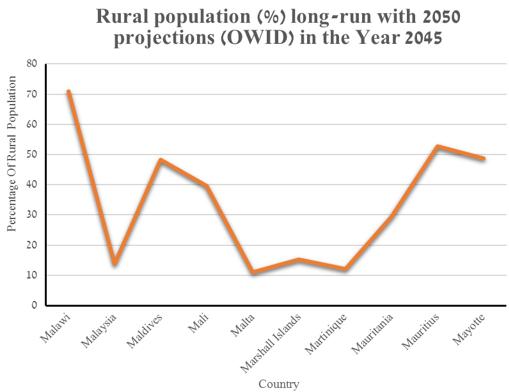 Rural population (%) long-run with 2050
projections (OWID) in the Year 2045
80
70
60
50
40
30
20
10
0
Percentage Of Rural Population
Malawi
Malaysia
Maldives
Mali
Malta
Marshall Islands
Martinique
Mauritania
Mauritius
Mayotte
Country